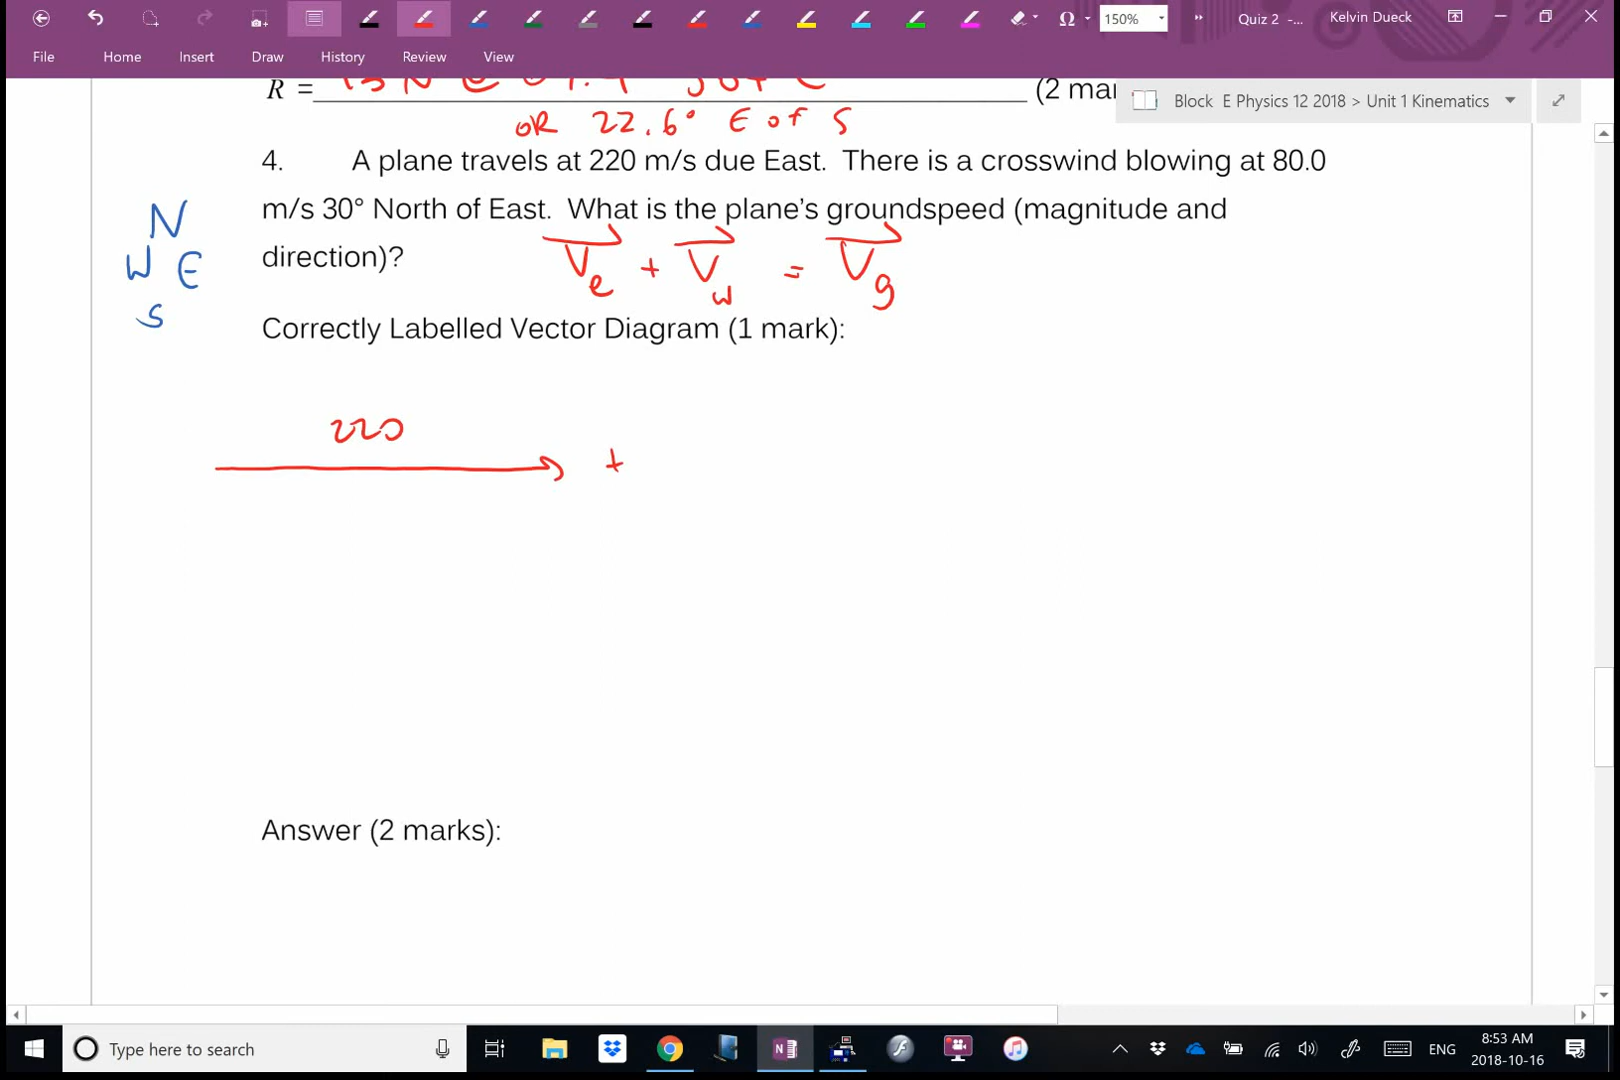 150%
Quiz 2 -...
Kelvin Dueck
File Home Insert Draw History Review View
R = (2 mar
OR 22.6° E of S
Block E Physics 12 2018 > Unit 1 Kinematics
4. A plane travels at 220 m/s due East. There is a crosswind blowing at 80.0
m/s 30° North of East. What is the plane's groundspeed (magnitude and
direction)?
Ve + Vw = Vg
N
W E
S
Correctly Labelled Vector Diagram (1 mark):
220
+
Answer (2 marks):
Type here to search
ENG
8:53 AM
2018-10-16